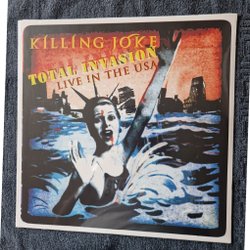 KILLING JOKE
TOTAL INVASION
LIVE IN THE USA